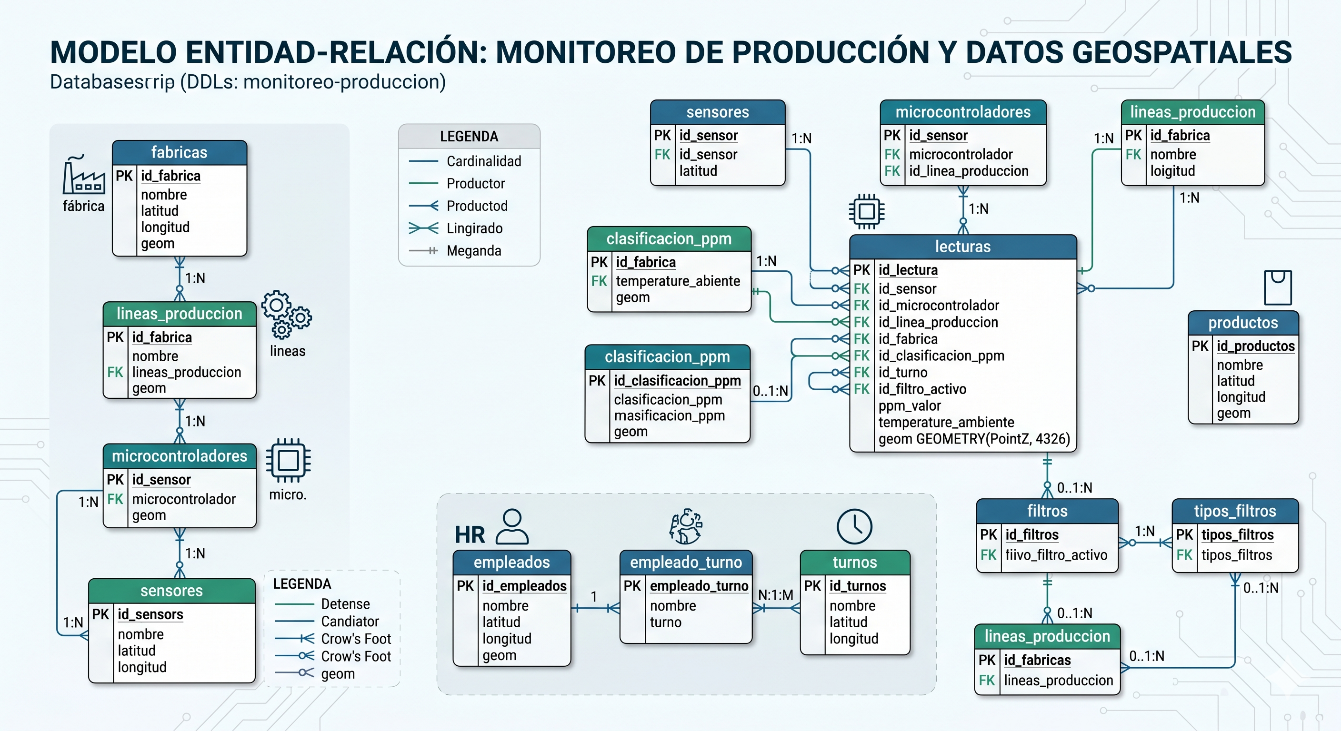 MODELO ENTIDAD-RELACIÓN: MONITOREO DE PRODUCCIÓN Y DATOS GEOSPATIALES
Databasesrrip (DDLs: monitoreo-produccion)
fábrica
fabricas
PK id_fabrica
nombre
latitud
longitud
geom
1:N
lineas_produccion
PK id_fabrica
nombre
FK lineas_produccion
geom
lineas
1:N
microcontroladores
PK id_sensor
FK microcontrolador
geom
micro.
1:N
1:N
sensores
PK id_sensors
nombre
latitud
longitud
1:N
LEGENDA
Detense
Candiator
Crow's Foot
Crow's Foot
geom
LEGENDA
Cardinalidad
Productor
Productod
Lingirado
Meganda
sensores
PK id_sensor
FK id_sensor
latitud
1:N
microcontroladores
PK id_sensor
FK microcontrolador
FK id_linea_produccion
1:N
lineas_produccion
PK id_fabrica
FK nombre
loigitud
1:N
1:N
clasificacion_ppm
PK id_fabrica
FK temperature_abiente
geom
1:N
clasificacion_ppm
PK id_clasificacion_ppm
clasificacion_ppm
masificacion_ppm
geom
0..1:N
lecturas
PK id_lectura
FK id_sensor
FK id_microcontrolador
FK id_linea_produccion
FK id_fabrica
FK id_clasificacion_ppm
FK id_turno
FK id_filtro_activo
ppm_valor
temperature_ambiente
geom GEOMETRY(PointZ, 4326)
productos
PK id_productos
nombre
latitud
longitud
geom
0..1:N
filtros
PK id_filtros
FK fiivo_filtro_activo
1:N
tipos_filtros
PK tipos_filtros
FK tipos_filtros
0..1:N
0..1:N
lineas_produccion
PK id_fabricas
FK lineas_produccion
0..1:N
HR
empleados
PK id_empleados
nombre
latitud
longitud
geom
1
empleado_turno
PK empleado_turno
nombre
turno
N:1:M
turnos
PK id_turnos
nombre
latitud
longitud